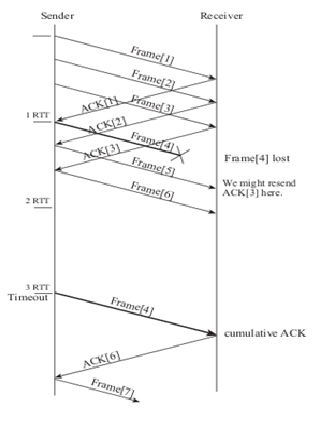 Sender Receiver
Frame[1]
Frame[2]
ACK[1] Frame[3]
1 RTT
ACK[2]
Frame[4]
ACK[3]
Frame[4] lost
Frame[5]
We might resend
ACK[3] here.
Frame[6]
2 RTT
3 RTT
Timeout
Frame[4]
cumulative ACK
ACK[6]
Frame[7]